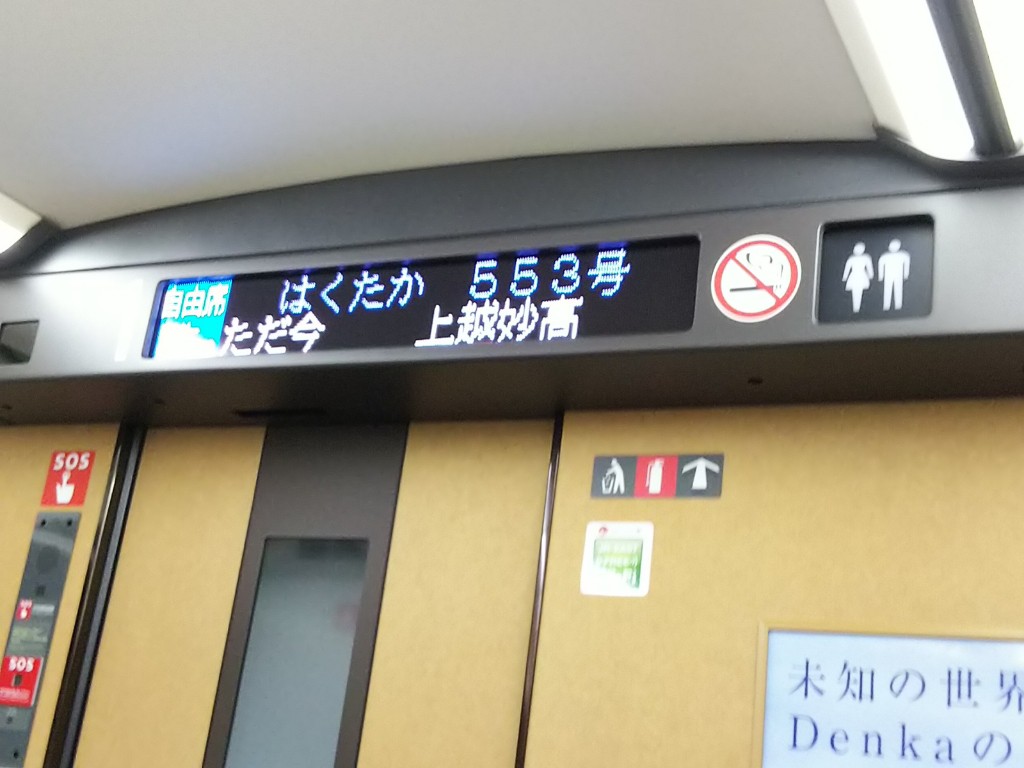 自由席 はくたか 553号
ただ今 上越妙高
SOS
SOS
未知の世界
Denkaの